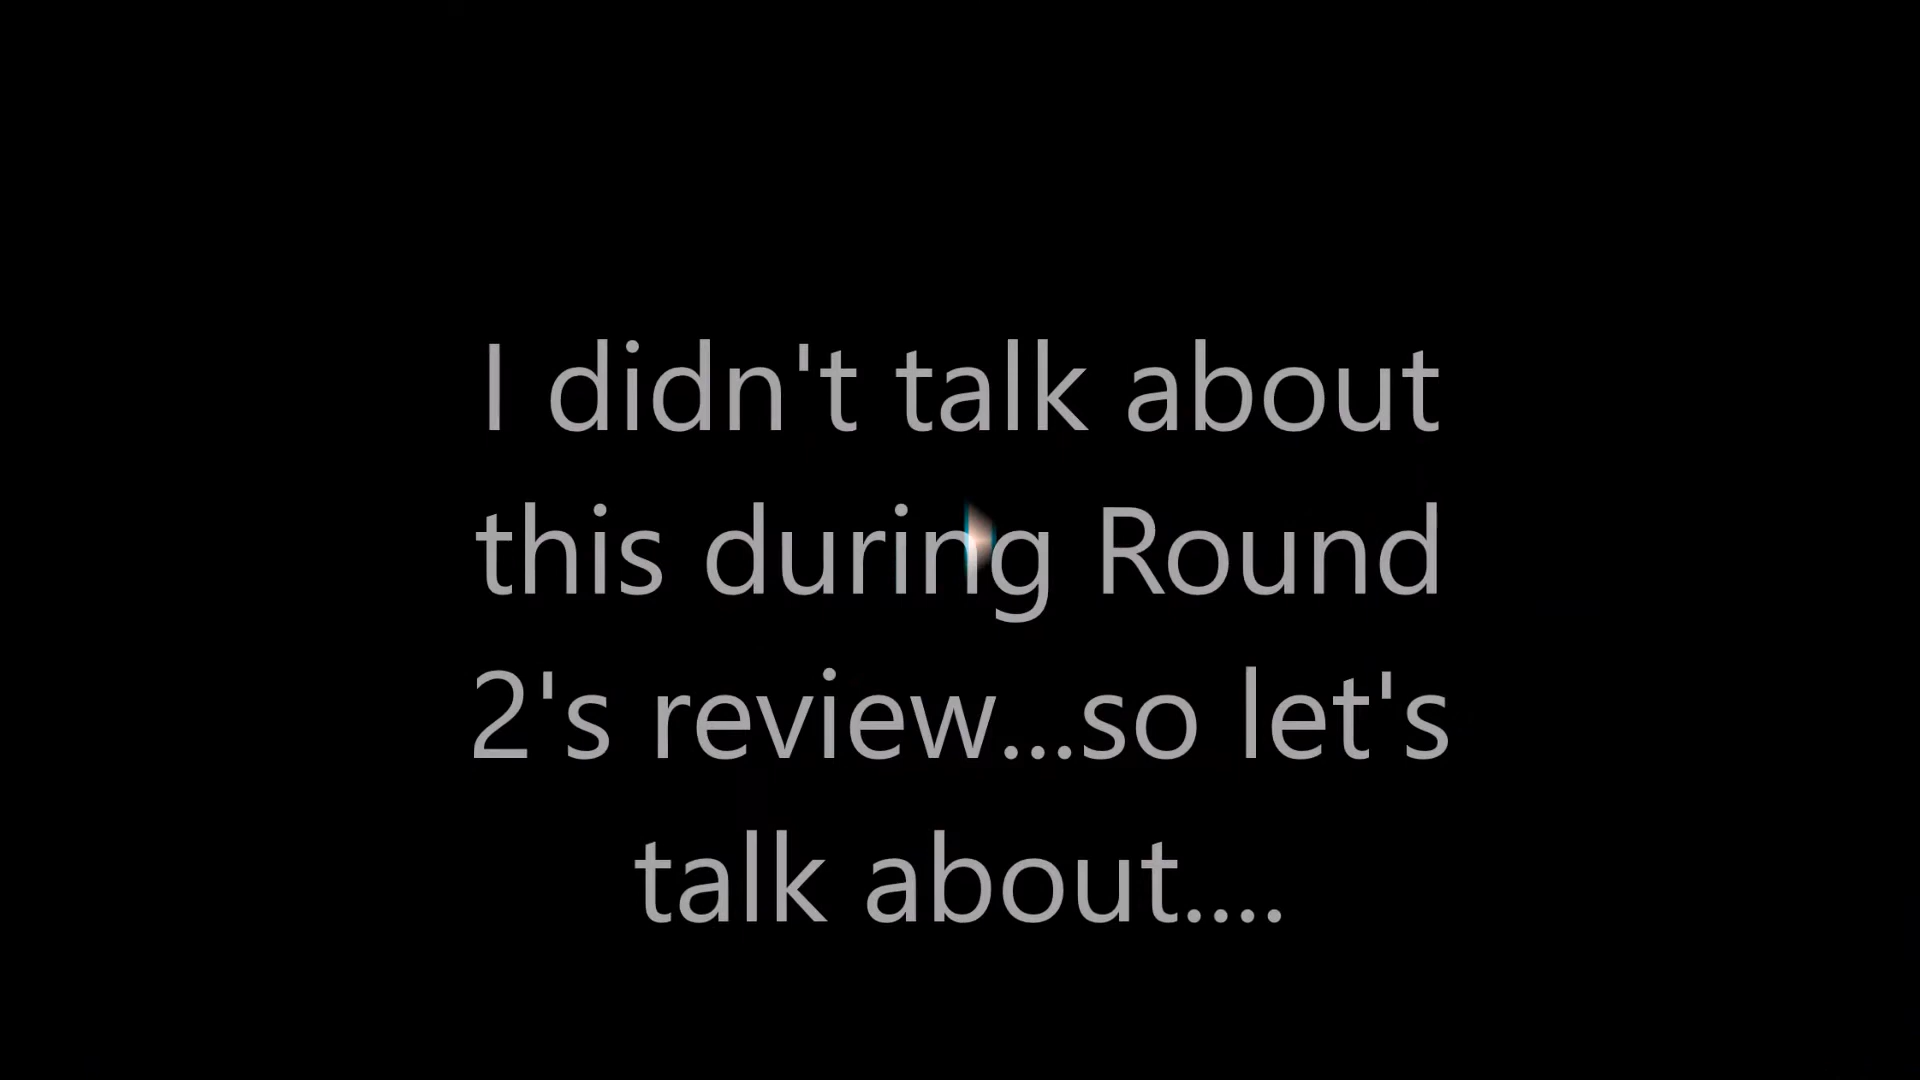 I didn't talk about
this during Round
2's review...so let's
talk about....